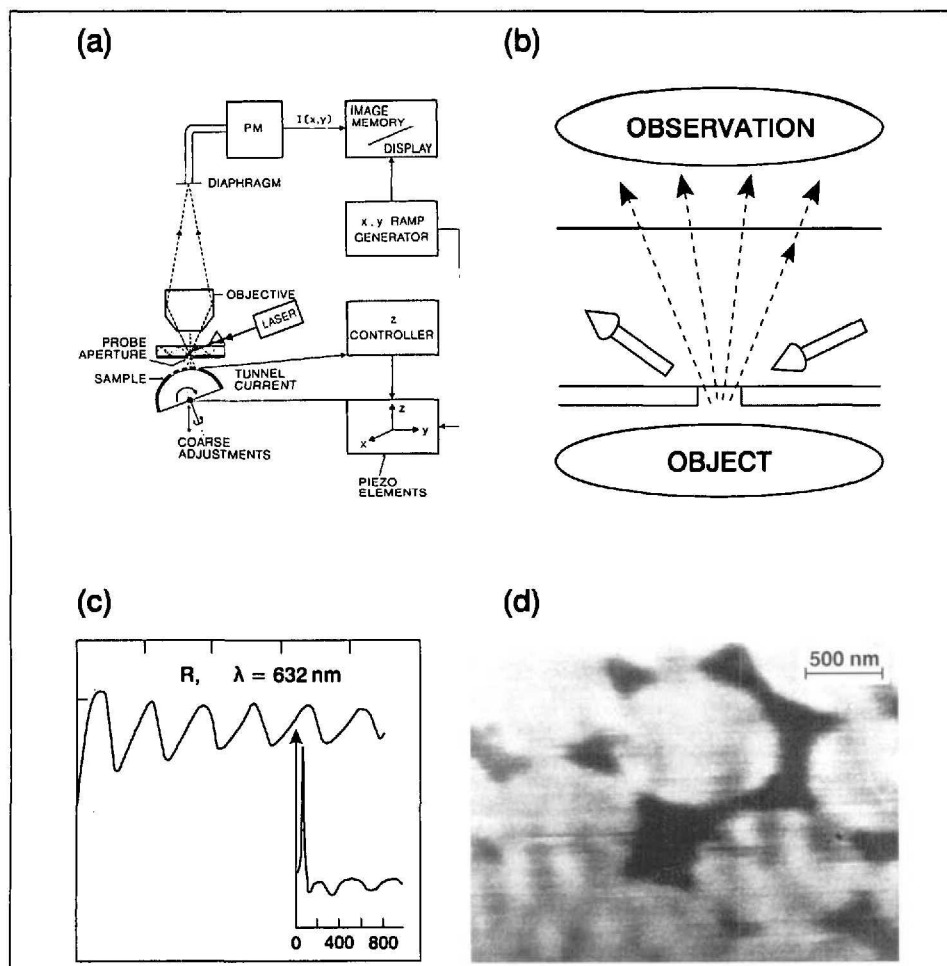 (a)
PM
I(x,y)
IMAGE
MEMORY
DISPLAY
DIAPHRAGM
x, y RAMP
GENERATOR
OBJECTIVE
LASER
z
CONTROLLER
PROBE
APERTURE
SAMPLE
TUNNEL
CURRENT
z
y
x
COARSE
ADJUSTMENTS
PIEZO
ELEMENTS
(b)
OBSERVATION
OBJECT
(c)
R, λ = 632 nm
0 400 800
(d)
500 nm